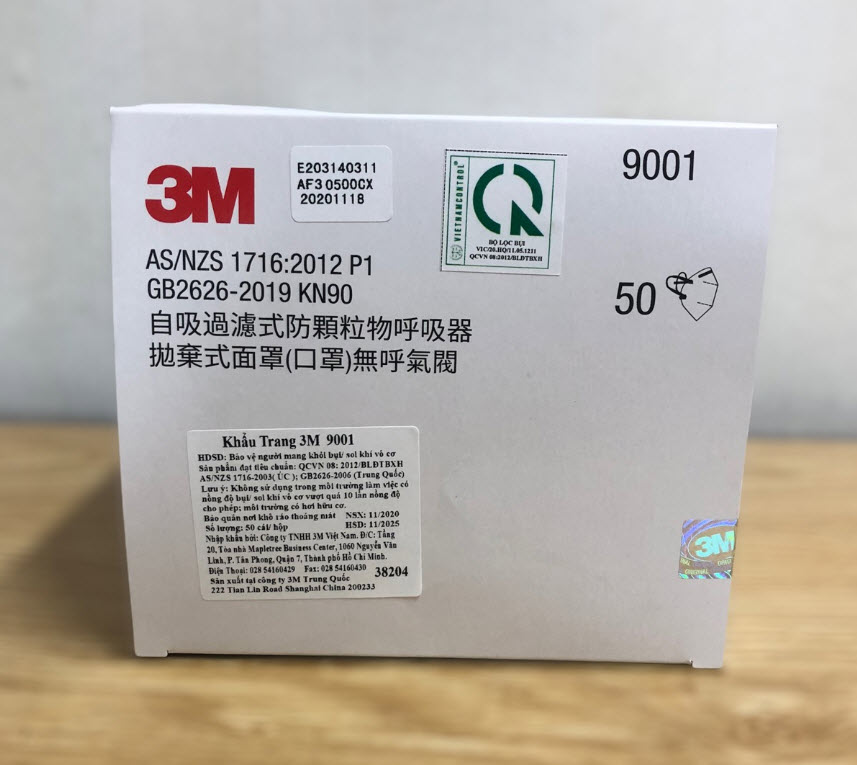 3M
E203140311
AF3 0500CX
20201118
VIETNAMCONTROL®
BỘ LỌC BỤI
VIC/20.HQ/11.05.1211
QCVN 08:2012/BLĐTBXH
9001
AS/NZS 1716:2012 P1
GB2626-2019 KN90
50
自吸過濾式防顆粒物呼吸器
拋棄式面罩(口罩)無呼氣閥
Khẩu Trang 3M 9001
HDSD: Bảo vệ người mang khỏi bụi/ sol khí vô cơ
Sản phẩm đạt tiêu chuẩn: QCVN 08: 2012/BLĐTBXH
AS/NZS 1716-2003( ÚC ); GB2626-2006 (Trung Quốc)
Lưu ý: Không sử dụng trong môi trường làm việc có
nồng độ bụi/ sol khí vô cơ vượt quá 10 lần nồng độ
cho phép; môi trường có hơi hữu cơ.
Bảo quản nơi khô ráo thoáng mát NSX: 11/2020
Số lượng: 50 cái/ hộp HSD: 11/2025
Nhập khẩu bởi: Công ty TNHH 3M Việt Nam. Đ/C: Tầng
20, Tòa nhà Mapletree Business Center, 1060 Nguyễn Văn
Linh, P. Tân Phong, Quận 7, Thành phố Hồ Chí Minh.
Điện Thoại: 028 54160429 Fax: 028 54160430 38204
Sản xuất tại công ty 3M Trung Quốc
222 Tian Lin Road Shanghai China 200233
3M